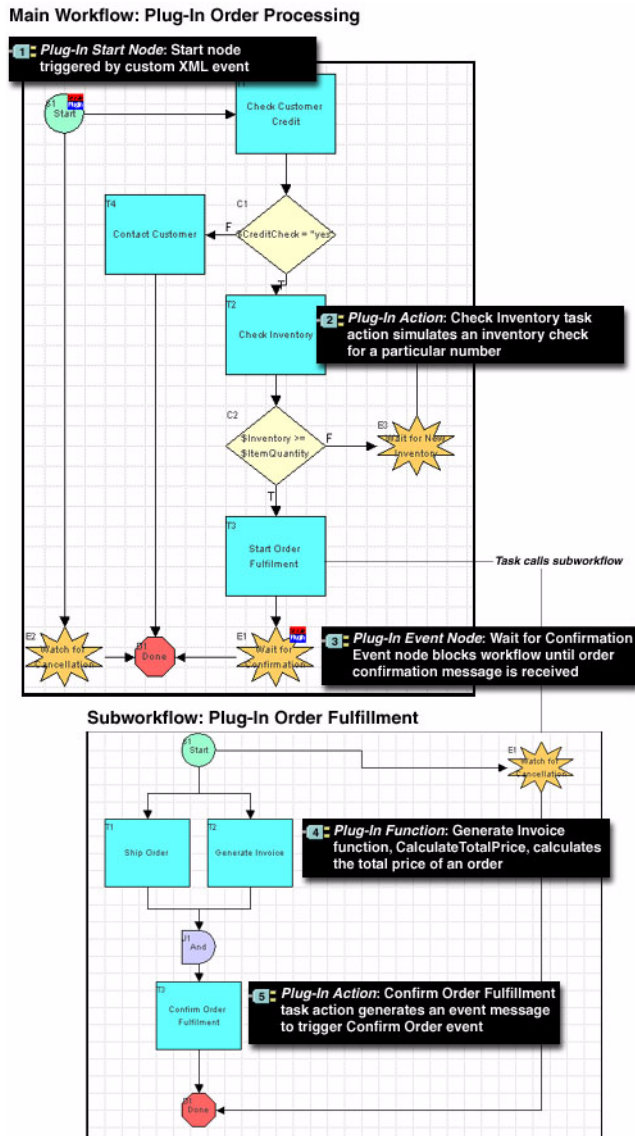 Main Workflow: Plug-In Order Processing
1 Plug-In Start Node: Start node
triggered by custom XML event
S1
Start
Plugin
Check Customer
Credit
T4
Contact Customer
C1
F
$CreditCheck = "yes"
T
T2
Check Inventory
2 Plug-In Action: Check Inventory task
action simulates an inventory check
for a particular number
C2
$Inventory >=
$ItemQuantity
F
E3
Wait for New
Inventory
T
T3
Start Order
Fulfilment
Task calls subworkflow
E2
Watch for
Cancellation
D1
Done
E1
Plugin
Wait for
Confirmation
3 Plug-In Event Node: Wait for Confirmation
Event node blocks workflow until order
confirmation message is received
Subworkflow: Plug-In Order Fulfillment
S1
Start
E1
Watch for
Cancellation
T1
Ship Order
T2
Generate Invoice
4 Plug-In Function: Generate Invoice
function, CalculateTotalPrice, calculates
the total price of an order
J1
And
T3
Confirm Order
Fulfilment
5 Plug-In Action: Confirm Order Fulfillment
task action generates an event message
to trigger Confirm Order event
D1
Done